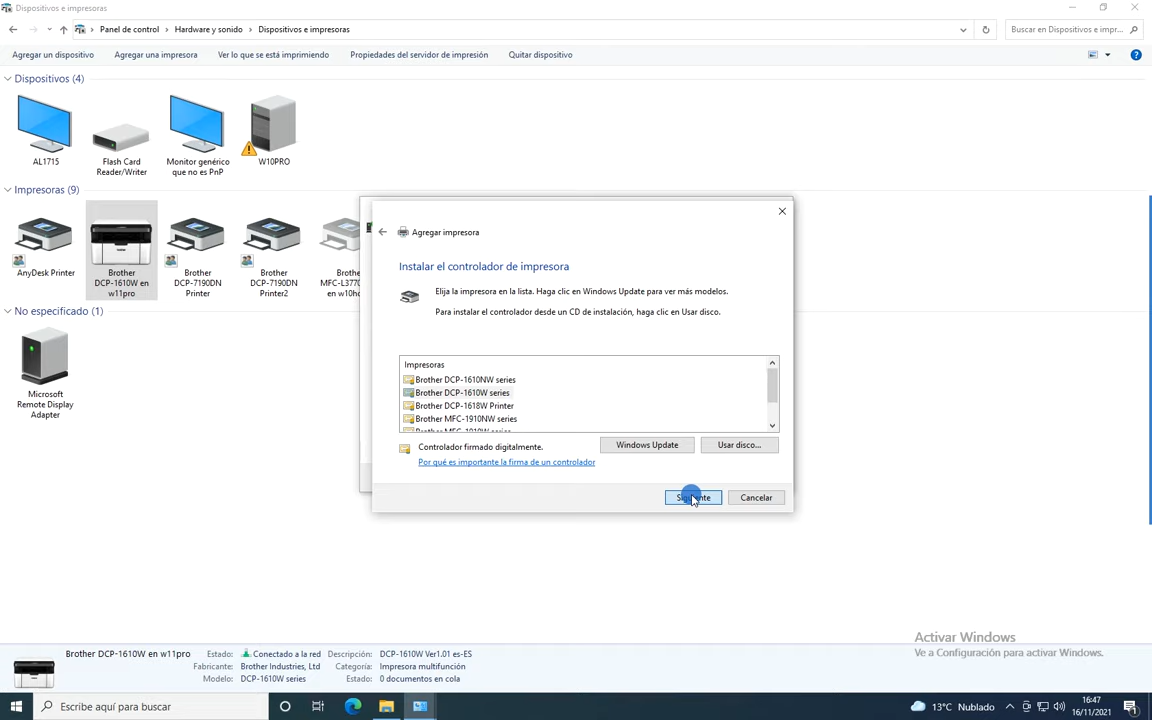 Dispositivos e impresoras
Panel de control > Hardware y sonido > Dispositivos e impresoras
Buscar en Dispositivos e impr...
Agregar un dispositivo
Agregar una impresora
Ver lo que se está imprimiendo
Propiedades del servidor de impresión
Quitar dispositivo
Dispositivos (4)
AL1715
Flash Card
Reader/Writer
Monitor genérico
que no es PnP
W10PRO
Impresoras (9)
AnyDesk Printer
Brother
DCP-1610W en
w11pro
Brother
DCP-7190DN
Printer
Brother
DCP-7190DN
Printer2
MFC-L3770
en w10
No especificado (1)
Microsoft
Remote Display
Adapter
Agregar impresora
Instalar el controlador de impresora
Elija la impresora en la lista. Haga clic en Windows Update para ver más modelos.
Para instalar el controlador desde un CD de instalación, haga clic en Usar disco.
Impresoras
Brother DCP-1610NW series
Brother DCP-1610W series
Brother DCP-1618W Printer
Brother MFC-1910NW series
Brother MFC-1910W series
Controlador firmado digitalmente.
Por qué es importante la firma de un controlador
Windows Update
Usar disco...
Siguiente
Cancelar
Activar Windows
Ve a Configuración para activar Windows.
Brother DCP-1610W en w11pro
Estado: Conectado a la red Descripción: DCP-1610W Ver1.01 es-ES
Fabricante: Brother Industries, Ltd Categoría: Impresora multifunción
Modelo: DCP-1610W series Estado: 0 documentos en cola
Escribe aquí para buscar
13°C Nublado
16:47
16/11/2021
1